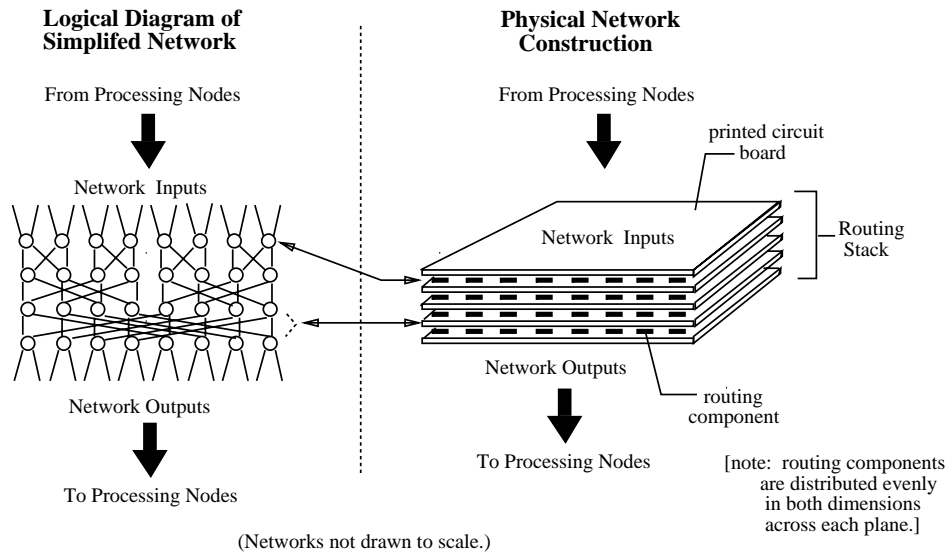 Logical Diagram of
Simplifed Network
From Processing Nodes
Network Inputs
Network Outputs
To Processing Nodes
Physical Network
Construction
From Processing Nodes
printed circuit
board
Network Inputs
Routing
Stack
Network Outputs
routing
component
To Processing Nodes
[note: routing components
are distributed evenly
in both dimensions
across each plane.]
(Networks not drawn to scale.)